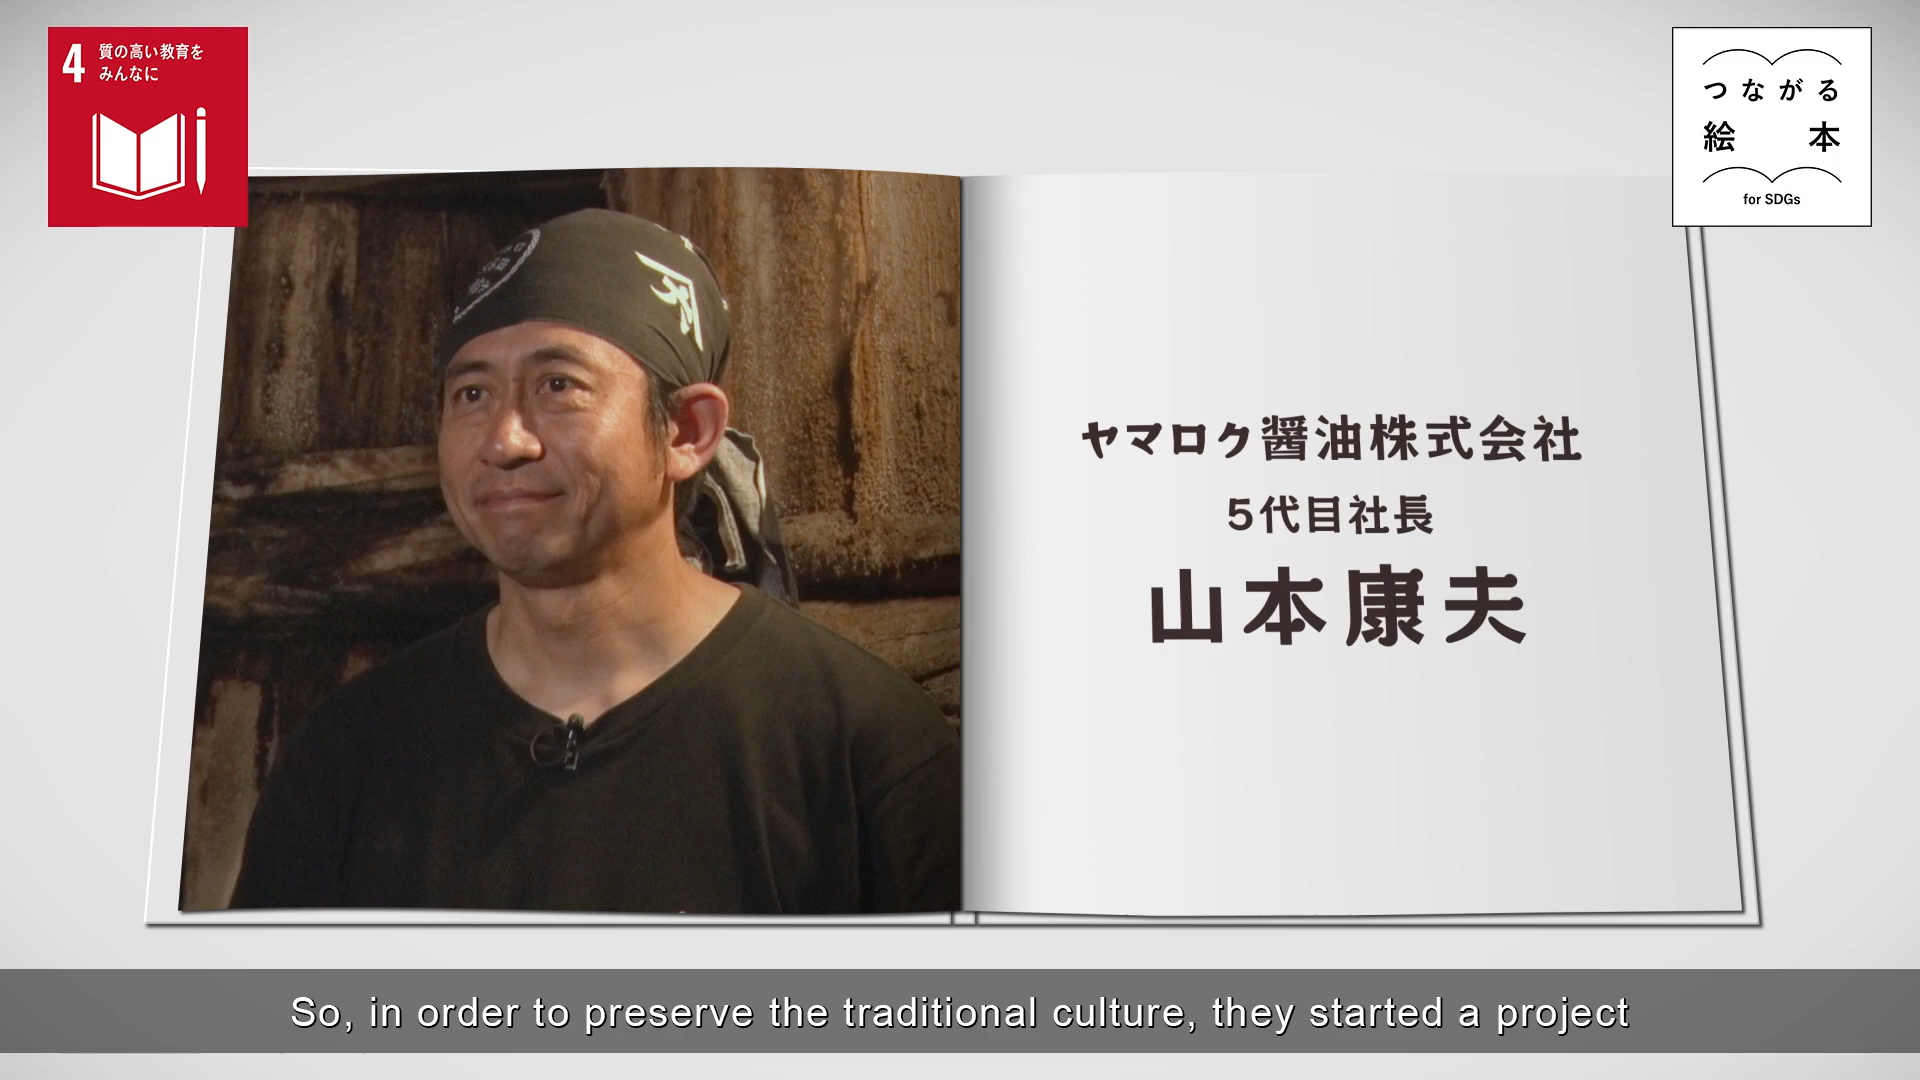 4 質の高い教育を
みんなに
つながる
絵本
for SDGs
ヤマロク醤油株式会社
5代目社長
山本康夫
So, in order to preserve the traditional culture, they started a project